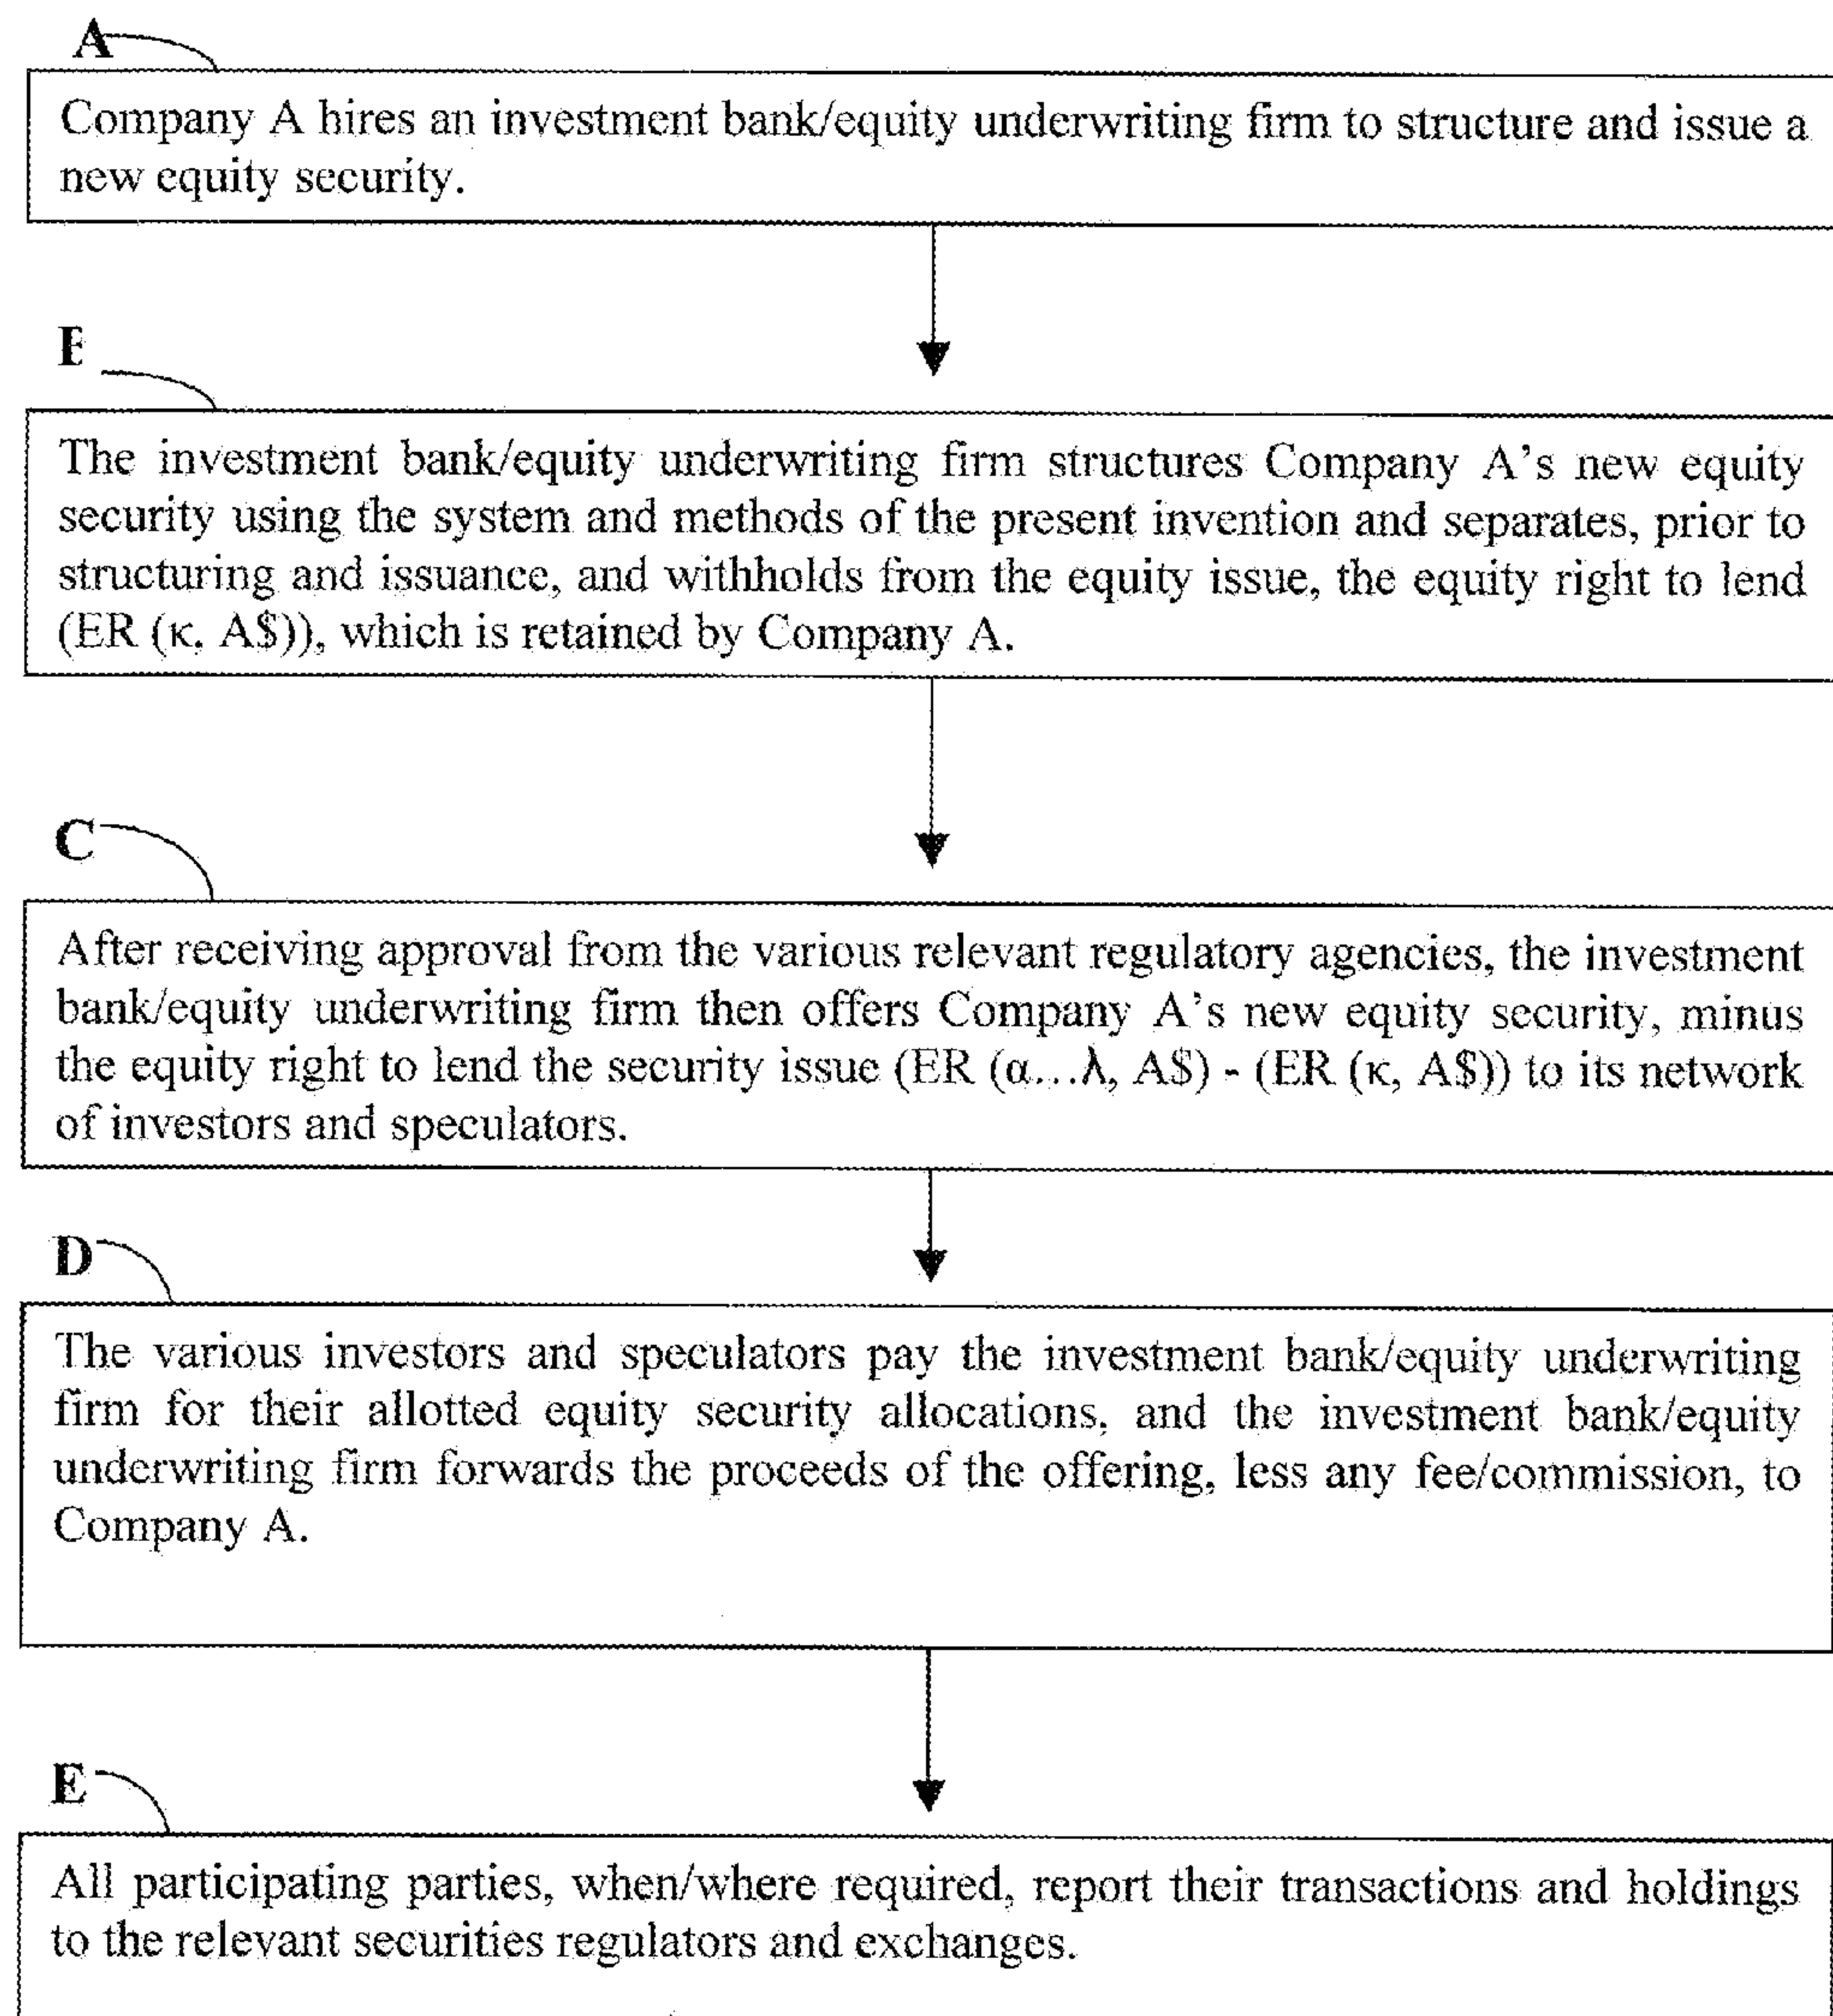 A
Company A hires an investment bank/equity underwriting firm to structure and issue a
new equity security.
B
The investment bank/equity underwriting firm structures Company A's new equity
security using the system and methods of the present invention and separates, prior to
structuring and issuance, and withholds from the equity issue, the equity right to lend
(ER (κ, A$)), which is retained by Company A.
C
After receiving approval from the various relevant regulatory agencies, the investment
bank/equity underwriting firm then offers Company A's new equity security, minus
the equity right to lend the security issue (ER (α…λ, A$) - (ER (κ, A$)) to its network
of investors and speculators.
D
The various investors and speculators pay the investment bank/equity underwriting
firm for their allotted equity security allocations, and the investment bank/equity
underwriting firm forwards the proceeds of the offering, less any fee/commission, to
Company A.
E
All participating parties, when/where required, report their transactions and holdings
to the relevant securities regulators and exchanges.